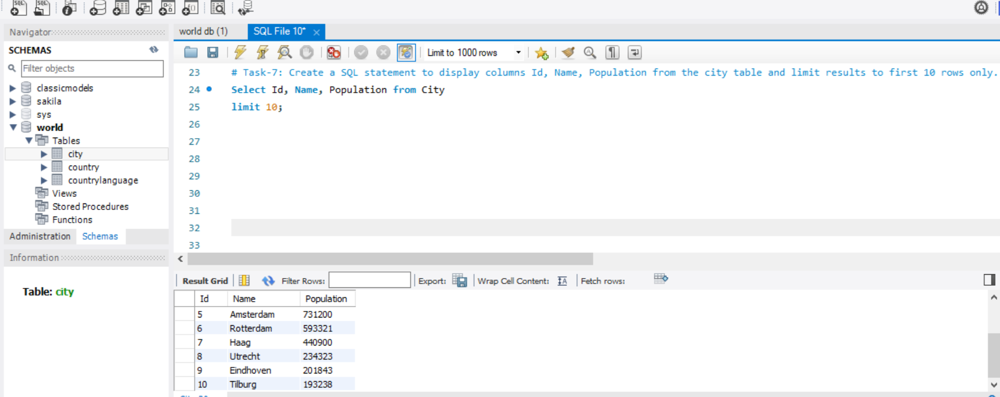 SQL SQL
Navigator
SCHEMAS
Filter objects
classicmodels
sakila
sys
world
Tables
city
country
countrylanguage
Views
Stored Procedures
Functions
Administration Schemas
Information
Table: city
world db (1) SQL File 10*
Limit to 1000 rows
23 # Task-7: Create a SQL statement to display columns Id, Name, Population from the city table and limit results to first 10 rows only.
24 Select Id, Name, Population from City
25 limit 10;
26
27
28
29
30
31
32
33
Result Grid Filter Rows: Export: Wrap Cell Content: Fetch rows:
Id Name Population
5 Amsterdam 731200
6 Rotterdam 593321
7 Haag 440900
8 Utrecht 234323
9 Eindhoven 201843
10 Tilburg 193238